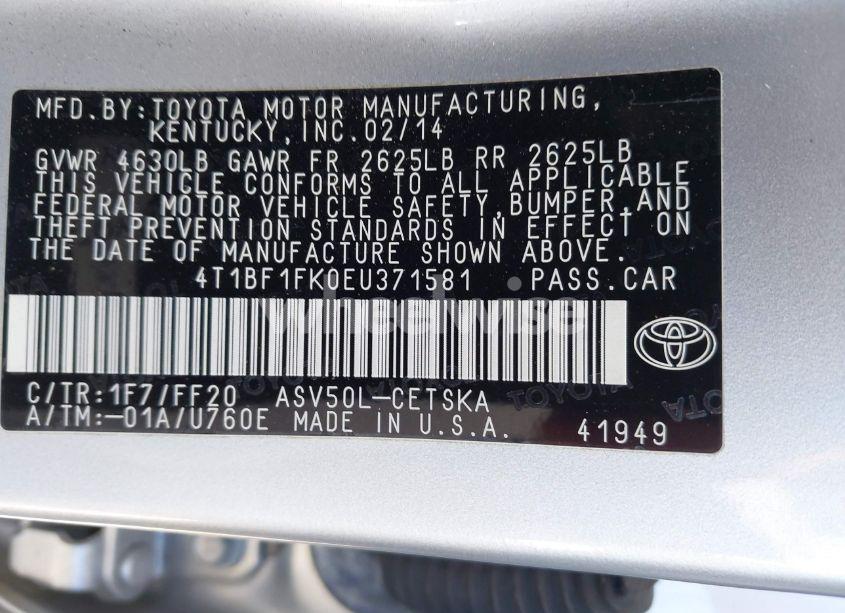 MFD.BY:TOYOTA MOTOR MANUFACTURING,
KENTUCKY,INC.02/14
GVWR 4630LB GAWR FR 2625LB RR 2625LB
THIS VEHICLE CONFORMS TO ALL APPLICABLE
FEDERAL MOTOR VEHICLE SAFETY,BUMPER,AND
THEFT PREVENTION STANDARDS IN EFFECT ON
THE DATE OF MANUFACTURE SHOWN ABOVE.
4T1BF1FK0EU371581 PASS.CAR
wheelwise
C/TR:1F7/FF20 ASV50L-CETSKA
A/TM:-01A/U760E MADE IN U.S.A. 41949
TOYOTA